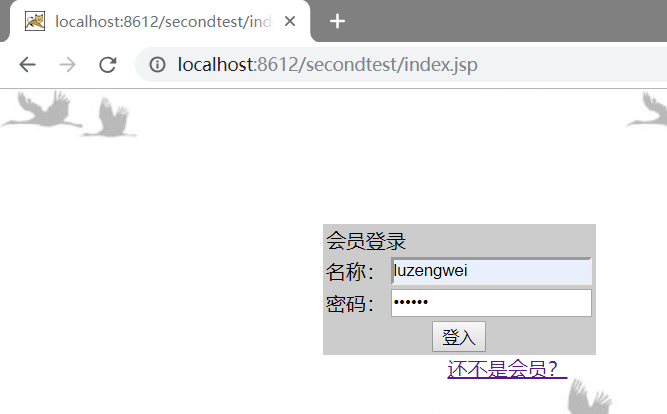 localhost:8612/secondtest/ind
localhost:8612/secondtest/index.jsp
会员登录
名称： luzengwei
密码： ••••••
登入
还不是会员？